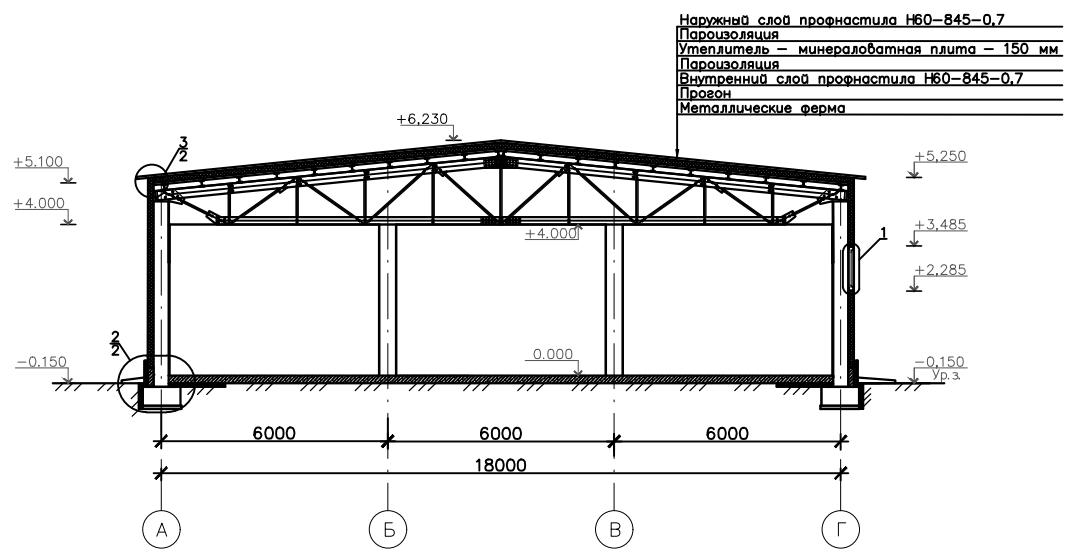 Наружный слой профнастила Н60-845-0,7
Пароизоляция
Утеплитель - минераловатная плита - 150 мм
Пароизоляция
Внутренний слой профнастила Н60-845-0,7
Прогон
Металлические ферма
+6,230
3
2
+5.100
+5,250
+4.000
+4.000
+3,485
1
+2,285
2
2
-0.150
0.000
-0,150
Ур.з.
6000
6000
6000
18000
А
Б
В
Г